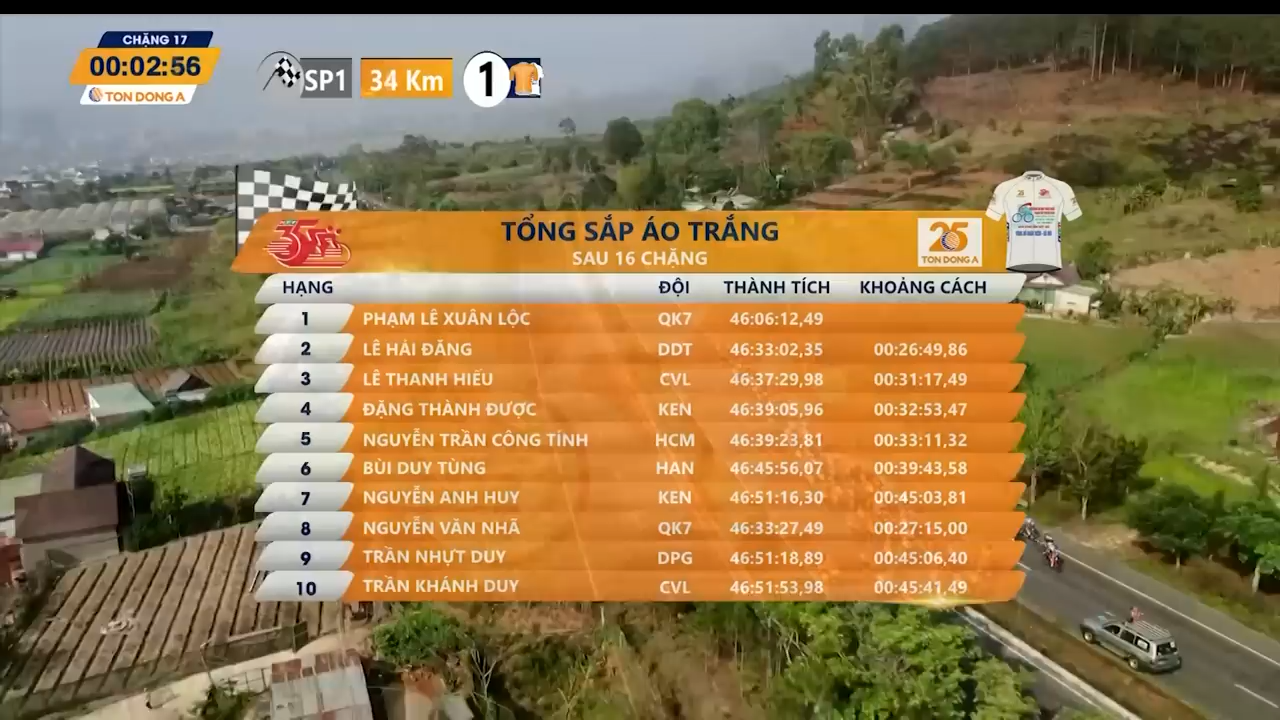 CHẶNG 17
00:02:56
TON DONG A
SP1 34 Km 1
TỔNG SẮP ÁO TRẮNG
SAU 16 CHẶNG
25
TON DONG A
HẠNG ĐỘI THÀNH TÍCH KHOẢNG CÁCH
1 PHẠM LÊ XUÂN LỘC QK7 46:06:12,49
2 LÊ HẢI ĐĂNG DDT 46:33:02,35 00:26:49,86
3 LÊ THANH HIẾU CVL 46:37:29,98 00:31:17,49
4 ĐẶNG THÀNH ĐƯỢC KEN 46:39:05,96 00:32:53,47
5 NGUYỄN TRẦN CÔNG TÍNH HCM 46:39:23,81 00:33:11,32
6 BÙI DUY TÙNG HAN 46:45:56,07 00:39:43,58
7 NGUYỄN ANH HUY KEN 46:51:16,30 00:45:03,81
8 NGUYỄN VĂN NHÃ QK7 46:33:27,49 00:27:15,00
9 TRẦN NHỰT DUY DPG 46:51:18,89 00:45:06,40
10 TRẦN KHÁNH DUY CVL 46:51:53,98 00:45:41,49